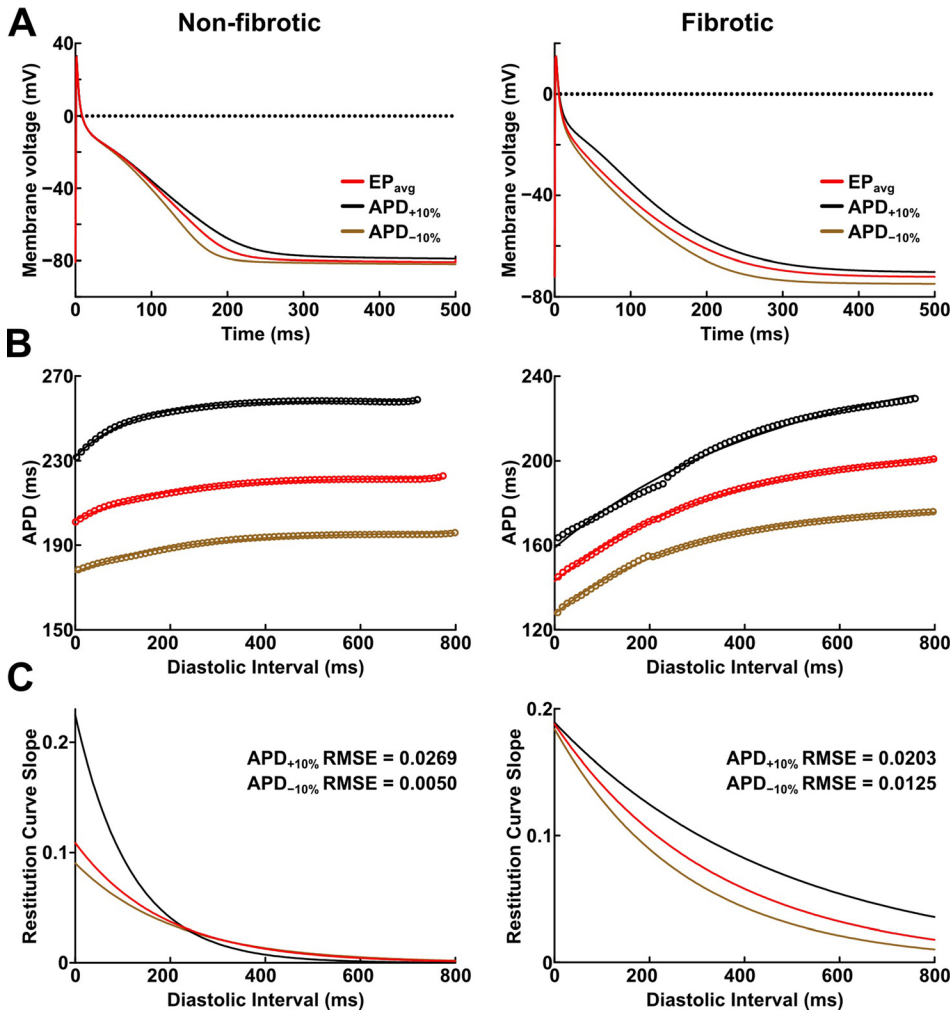 A
Non-fibrotic
Fibrotic
Membrane voltage (mV)
40
0
−40
−80
EPavg
APD+10%
APD−10%
0 100 200 300 400 500
Time (ms)
Membrane voltage (mV)
0
−40
−80
EPavg
APD+10%
APD−10%
0 100 200 300 400 500
Time (ms)
B
APD (ms)
270
230
190
150
0 200 400 600 800
Diastolic Interval (ms)
APD (ms)
240
200
160
120
0 200 400 600 800
Diastolic Interval (ms)
C
Restitution Curve Slope
0.2
0.1
0
APD+10% RMSE = 0.0269
APD−10% RMSE = 0.0050
0 200 400 600 800
Diastolic Interval (ms)
Restitution Curve Slope
0.2
0.1
0
APD+10% RMSE = 0.0203
APD−10% RMSE = 0.0125
0 200 400 600 800
Diastolic Interval (ms)